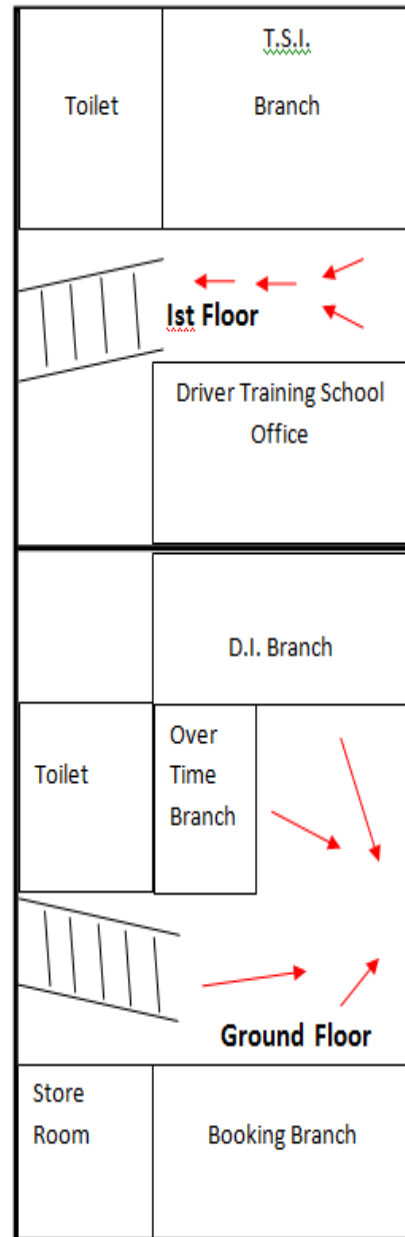 T.S.I.
Toilet
Branch
Ist Floor
Driver Training School
Office
D.I. Branch
Over
Time
Branch
Toilet
Ground Floor
Store
Room
Booking Branch